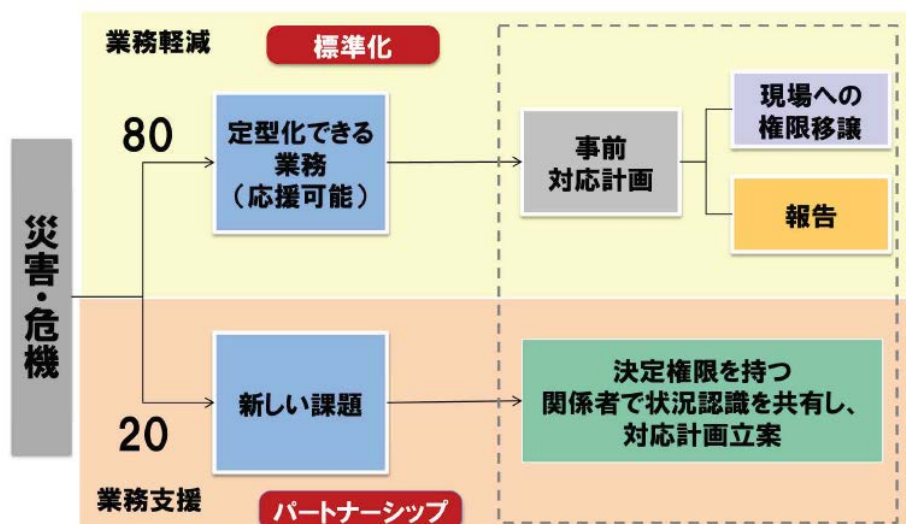 業務軽減
標準化
80
定型化できる
業務
（応援可能）
事前
対応計画
現場への
権限移譲
報告
災害・危機
20
新しい課題
決定権限を持つ
関係者で状況認識を共有し、
対応計画立案
業務支援
パートナーシップ